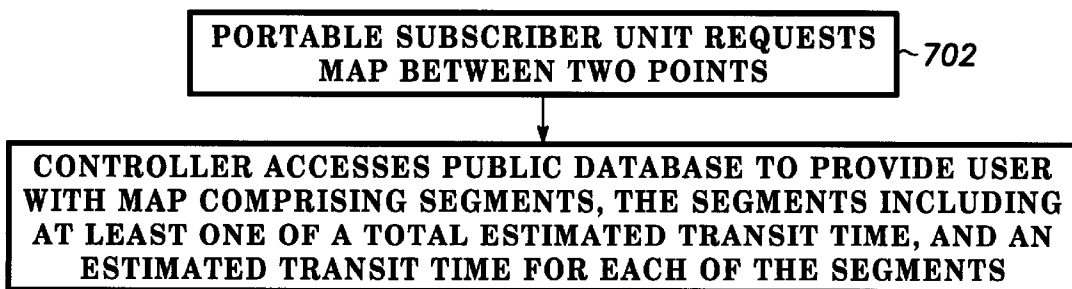 PORTABLE SUBSCRIBER UNIT REQUESTS
MAP BETWEEN TWO POINTS
702
CONTROLLER ACCESSES PUBLIC DATABASE TO PROVIDE USER
WITH MAP COMPRISING SEGMENTS, THE SEGMENTS INCLUDING
AT LEAST ONE OF A TOTAL ESTIMATED TRANSIT TIME, AND AN
ESTIMATED TRANSIT TIME FOR EACH OF THE SEGMENTS